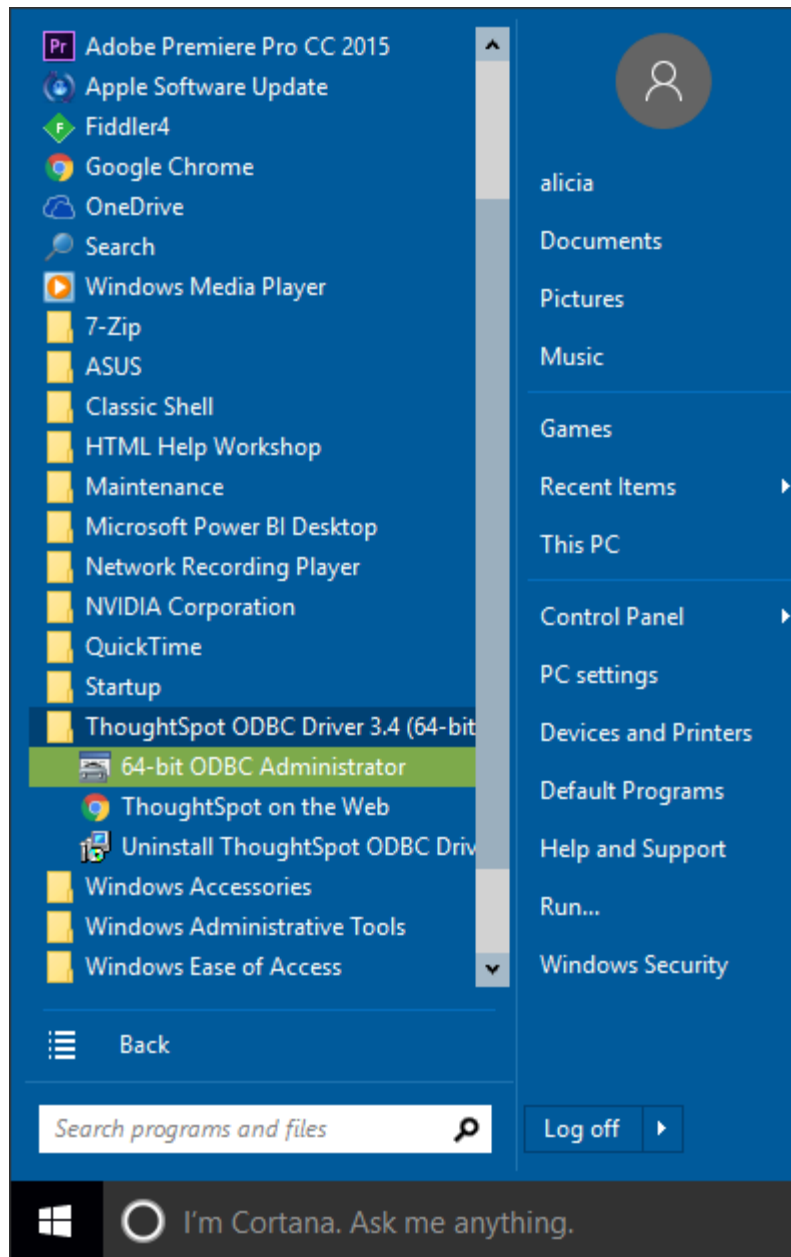 Pr Adobe Premiere Pro CC 2015
Apple Software Update
F Fiddler4
Google Chrome
OneDrive
Search
Windows Media Player
7-Zip
ASUS
Classic Shell
HTML Help Workshop
Maintenance
Microsoft Power BI Desktop
Network Recording Player
NVIDIA Corporation
QuickTime
Startup
ThoughtSpot ODBC Driver 3.4 (64-bit
64-bit ODBC Administrator
ThoughtSpot on the Web
Uninstall ThoughtSpot ODBC Driv
Windows Accessories
Windows Administrative Tools
Windows Ease of Access
Back
Search programs and files
alicia
Documents
Pictures
Music
Games
Recent Items
This PC
Control Panel
PC settings
Devices and Printers
Default Programs
Help and Support
Run...
Windows Security
Log off
I'm Cortana. Ask me anything.